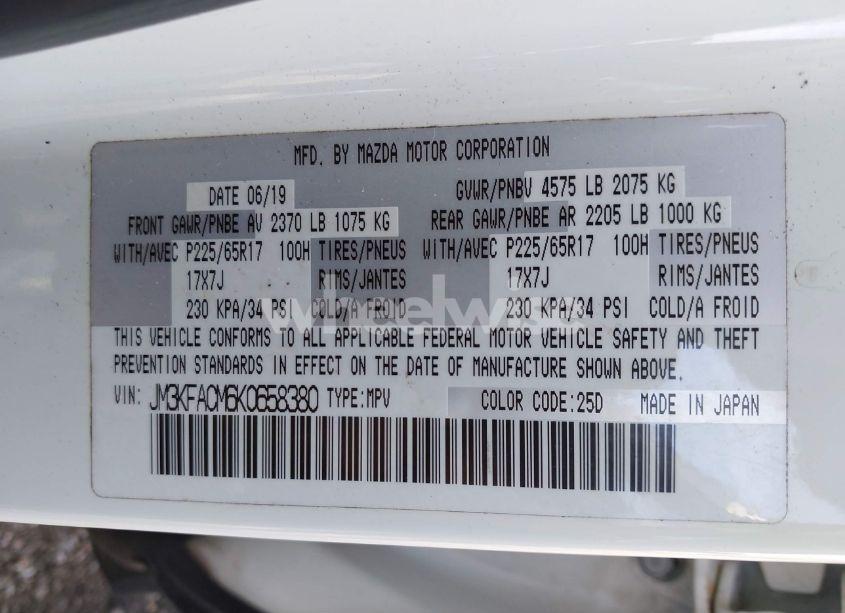 MFD. BY MAZDA MOTOR CORPORATION
DATE 06/19 GVWR/PNBV 4575 LB 2075 KG
FRONT GAWR/PNBE AV 2370 LB 1075 KG REAR GAWR/PNBE AR 2205 LB 1000 KG
WITH/AVEC P225/65R17 100H TIRES/PNEUS WITH/AVEC P225/65R17 100H TIRES/PNEUS
17X7J RIMS/JANTES 17X7J RIMS/JANTES
230 KPA/34 PSI COLD/A FROID 230 KPA/34 PSI COLD/A FROID
wheelwise
THIS VEHICLE CONFORMS TO ALL APPLICABLE FEDERAL MOTOR VEHICLE SAFETY AND THEFT
PREVENTION STANDARDS IN EFFECT ON THE DATE OF MANUFACTURE SHOWN ABOVE.
VIN: JM3KFACM6K0658380 TYPE:MPV COLOR CODE:25D MADE IN JAPAN